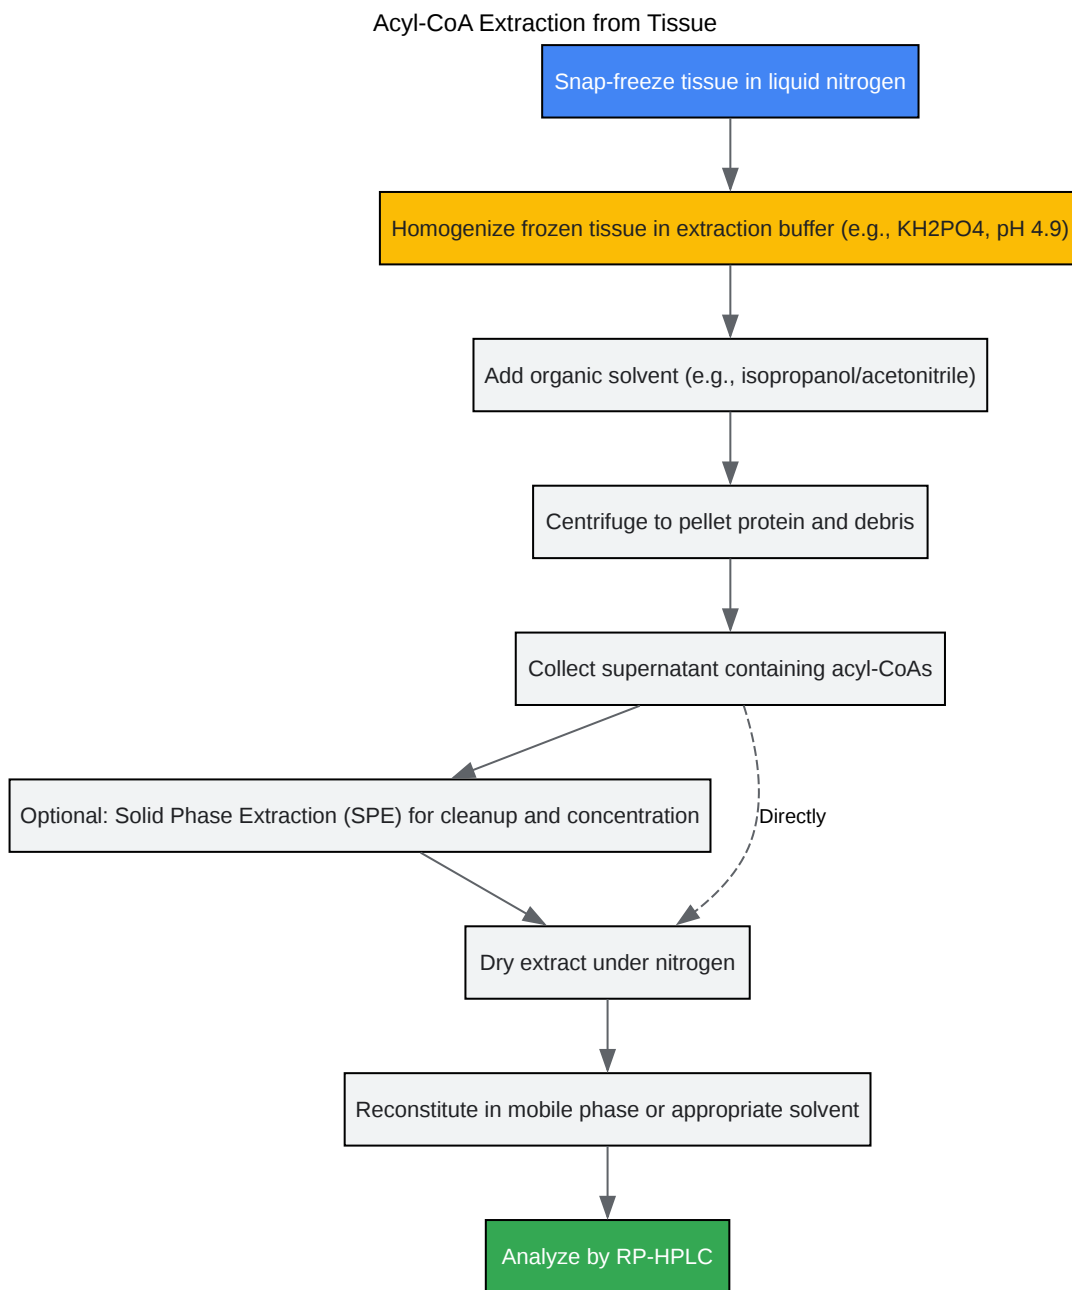 Acyl-CoA Extraction from Tissue
Snap-freeze tissue in liquid nitrogen
Homogenize frozen tissue in extraction buffer (e.g., KH2PO4, pH 4.9)
Add organic solvent (e.g., isopropanol/acetonitrile)
Centrifuge to pellet protein and debris
Collect supernatant containing acyl-CoAs
Optional: Solid Phase Extraction (SPE) for cleanup and concentration
Directly
Dry extract under nitrogen
Reconstitute in mobile phase or appropriate solvent
Analyze by RP-HPLC